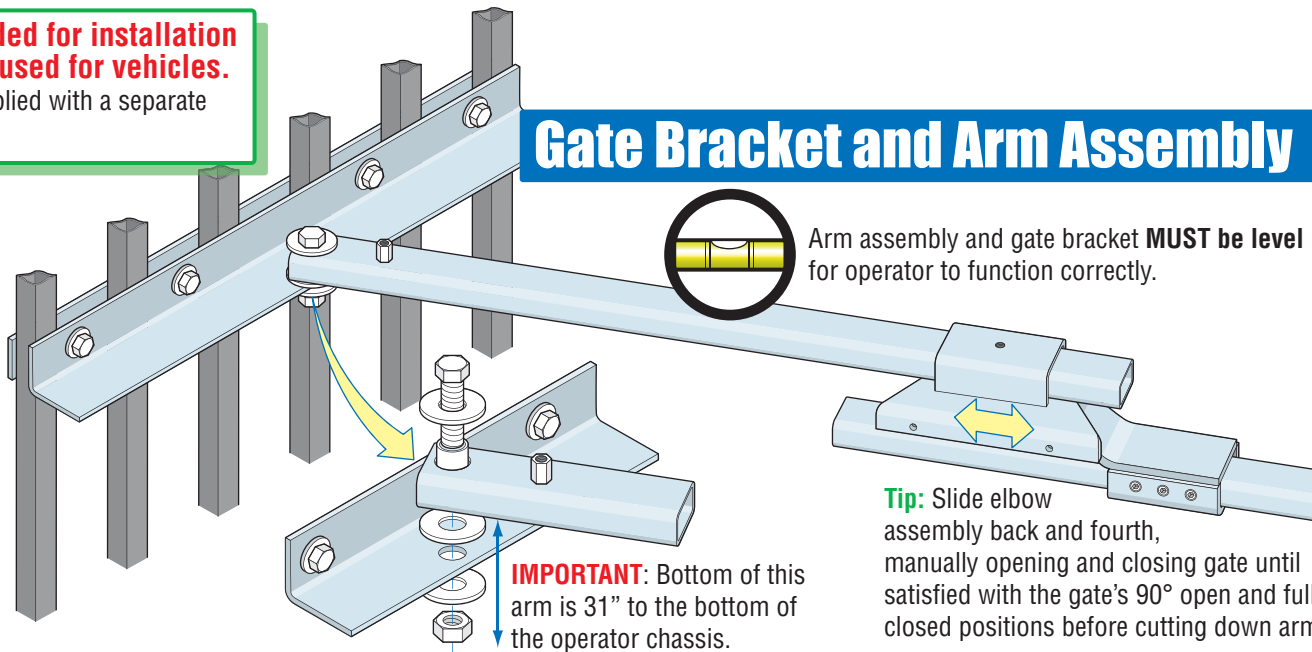 ded for installation
used for vehicles.
plied with a separate
Gate Bracket and Arm Assembly
Arm assembly and gate bracket MUST be level
for operator to function correctly.
IMPORTANT: Bottom of this
arm is 31” to the bottom of
the operator chassis.
Tip: Slide elbow
assembly back and fourth,
manually opening and closing gate until
satisfied with the gate’s 90° open and full
closed positions before cutting down arm